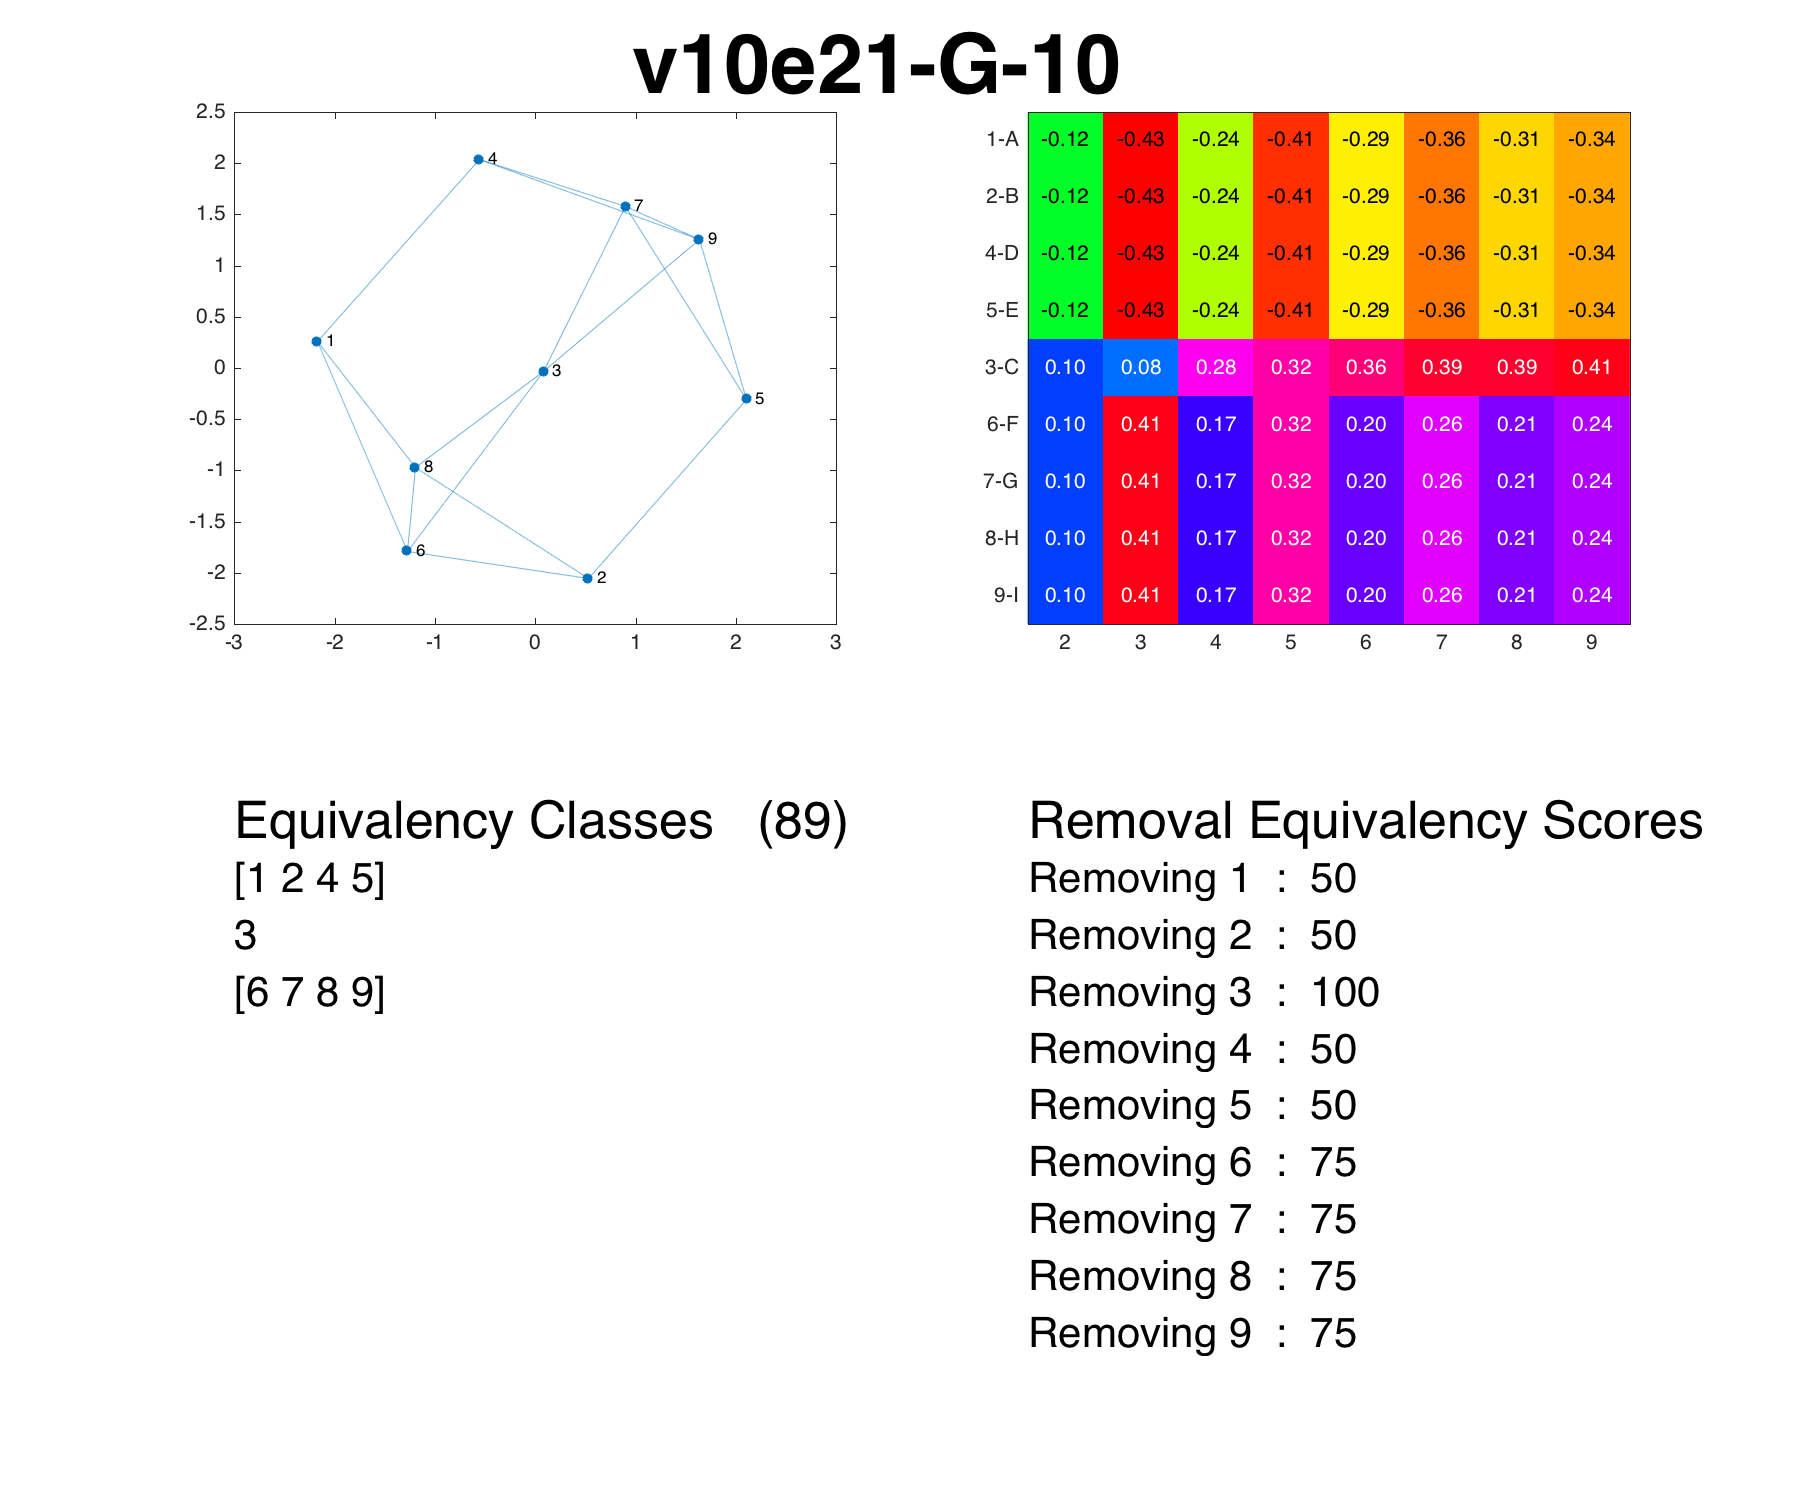 v10e21-G-10
2.5
2
1.5
1
0.5
0
-0.5
-1
-1.5
-2
-2.5
-3 -2 -1 0 1 2 3
4
7
9
1
3
5
8
6
2
1-A -0.12 -0.43 -0.24 -0.41 -0.29 -0.36 -0.31 -0.34
2-B -0.12 -0.43 -0.24 -0.41 -0.29 -0.36 -0.31 -0.34
4-D -0.12 -0.43 -0.24 -0.41 -0.29 -0.36 -0.31 -0.34
5-E -0.12 -0.43 -0.24 -0.41 -0.29 -0.36 -0.31 -0.34
3-C 0.10 0.08 0.28 0.32 0.36 0.39 0.39 0.41
6-F 0.10 0.41 0.17 0.32 0.20 0.26 0.21 0.24
7-G 0.10 0.41 0.17 0.32 0.20 0.26 0.21 0.24
8-H 0.10 0.41 0.17 0.32 0.20 0.26 0.21 0.24
9-I 0.10 0.41 0.17 0.32 0.20 0.26 0.21 0.24
2 3 4 5 6 7 8 9
Equivalency Classes (89)
[1 2 4 5]
3
[6 7 8 9]
Removal Equivalency Scores
Removing 1 : 50
Removing 2 : 50
Removing 3 : 100
Removing 4 : 50
Removing 5 : 50
Removing 6 : 75
Removing 7 : 75
Removing 8 : 75
Removing 9 : 75